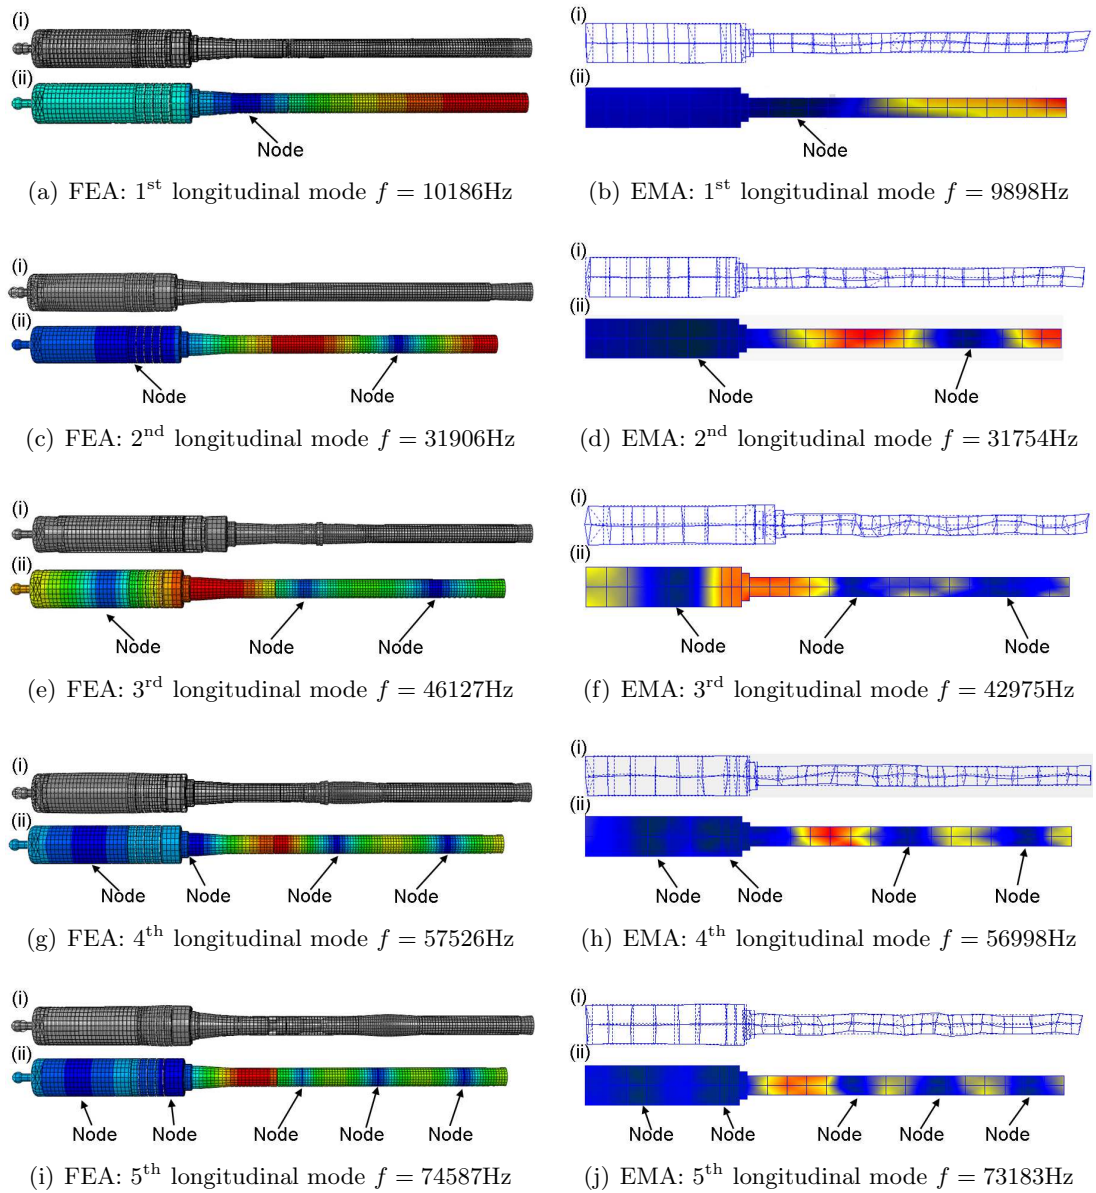 (i)
(ii)
Node
(a) FEA: 1st longitudinal mode f = 10186Hz
(i)
(ii)
Node
(b) EMA: 1st longitudinal mode f = 9898Hz
(i)
(ii)
Node
Node
(c) FEA: 2nd longitudinal mode f = 31906Hz
(i)
(ii)
Node
Node
(d) EMA: 2nd longitudinal mode f = 31754Hz
(i)
(ii)
Node
Node
Node
(e) FEA: 3rd longitudinal mode f = 46127Hz
(i)
(ii)
Node
Node
Node
(f) EMA: 3rd longitudinal mode f = 42975Hz
(i)
(ii)
Node
Node
Node
Node
(g) FEA: 4th longitudinal mode f = 57526Hz
(i)
(ii)
Node
Node
Node
Node
(h) EMA: 4th longitudinal mode f = 56998Hz
(i)
(ii)
Node
Node
Node
Node
Node
(i) FEA: 5th longitudinal mode f = 74587Hz
(i)
(ii)
Node
Node
Node
Node
Node
(j) EMA: 5th longitudinal mode f = 73183Hz